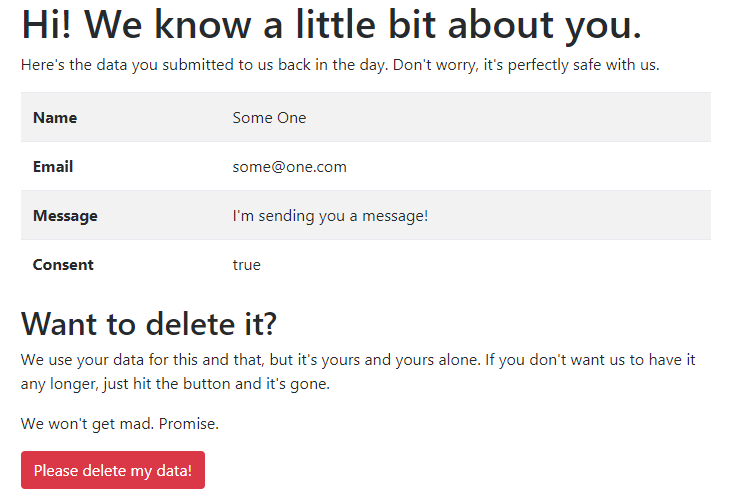 Hi! We know a little bit about you.
Here's the data you submitted to us back in the day. Don't worry, it's perfectly safe with us.
Name Some One
Email some@one.com
Message I'm sending you a message!
Consent true
Want to delete it?
We use your data for this and that, but it's yours and yours alone. If you don't want us to have it
any longer, just hit the button and it's gone.
We won't get mad. Promise.
Please delete my data!